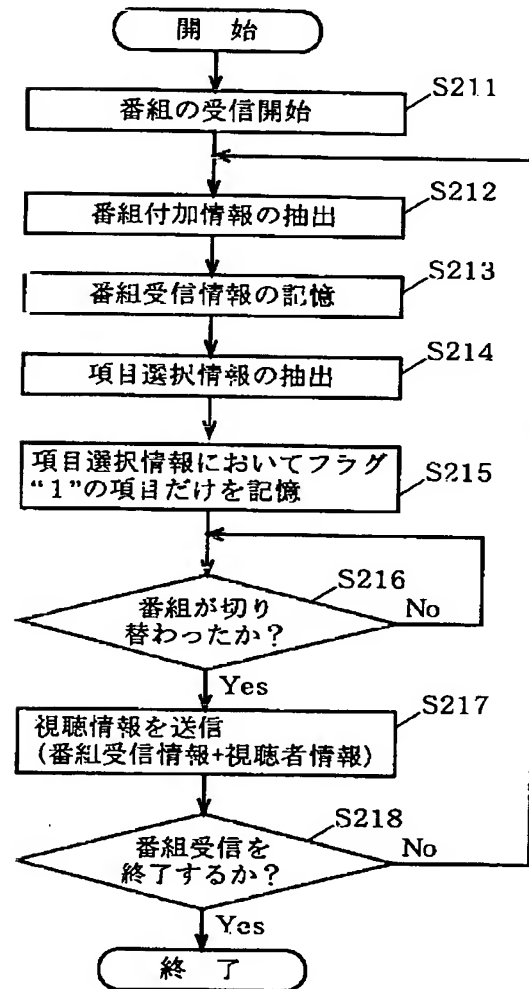 開 始
S211
番組の受信開始
S212
番組付加情報の抽出
S213
番組受信情報の記憶
S214
項目選択情報の抽出
S215
項目選択情報においてフラグ
“1”の項目だけを記憶
S216
番組が切り
替わったか？
No
Yes
S217
視聴情報を送信
(番組受信情報+視聴者情報)
S218
番組受信を
終了するか？
No
Yes
終 了